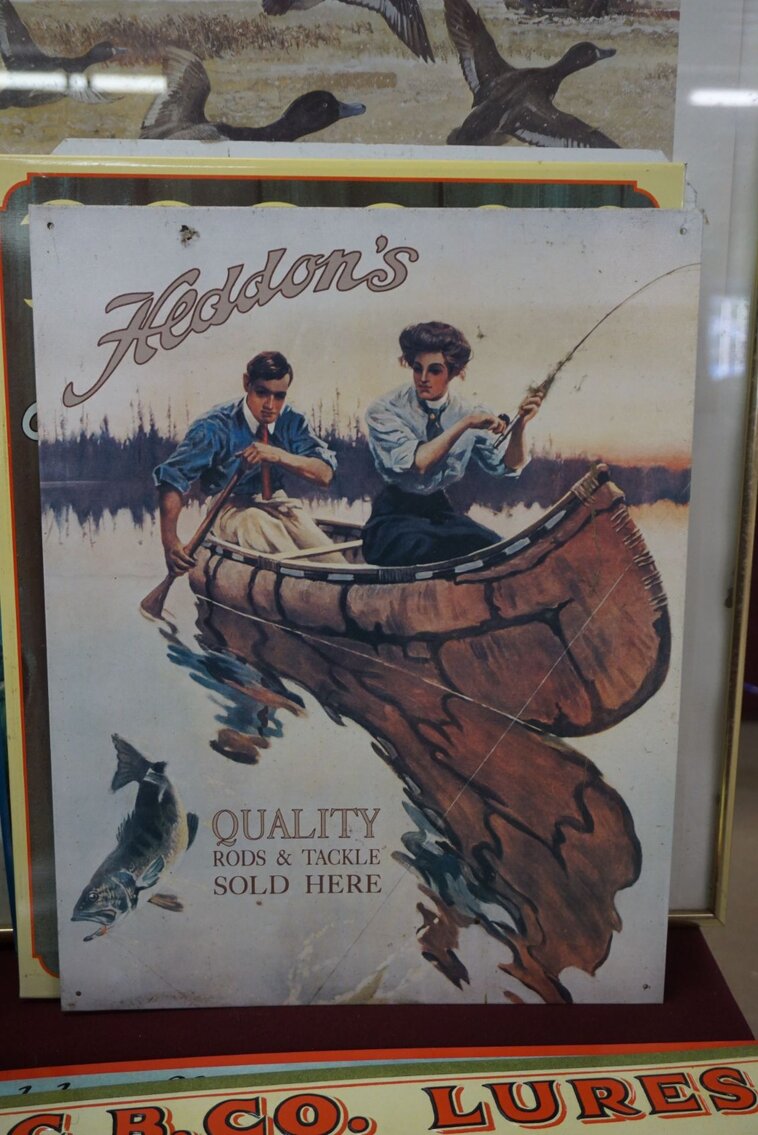 Heddon's
QUALITY
RODS & TACKLE
SOLD HERE
C.B.CO. LURES